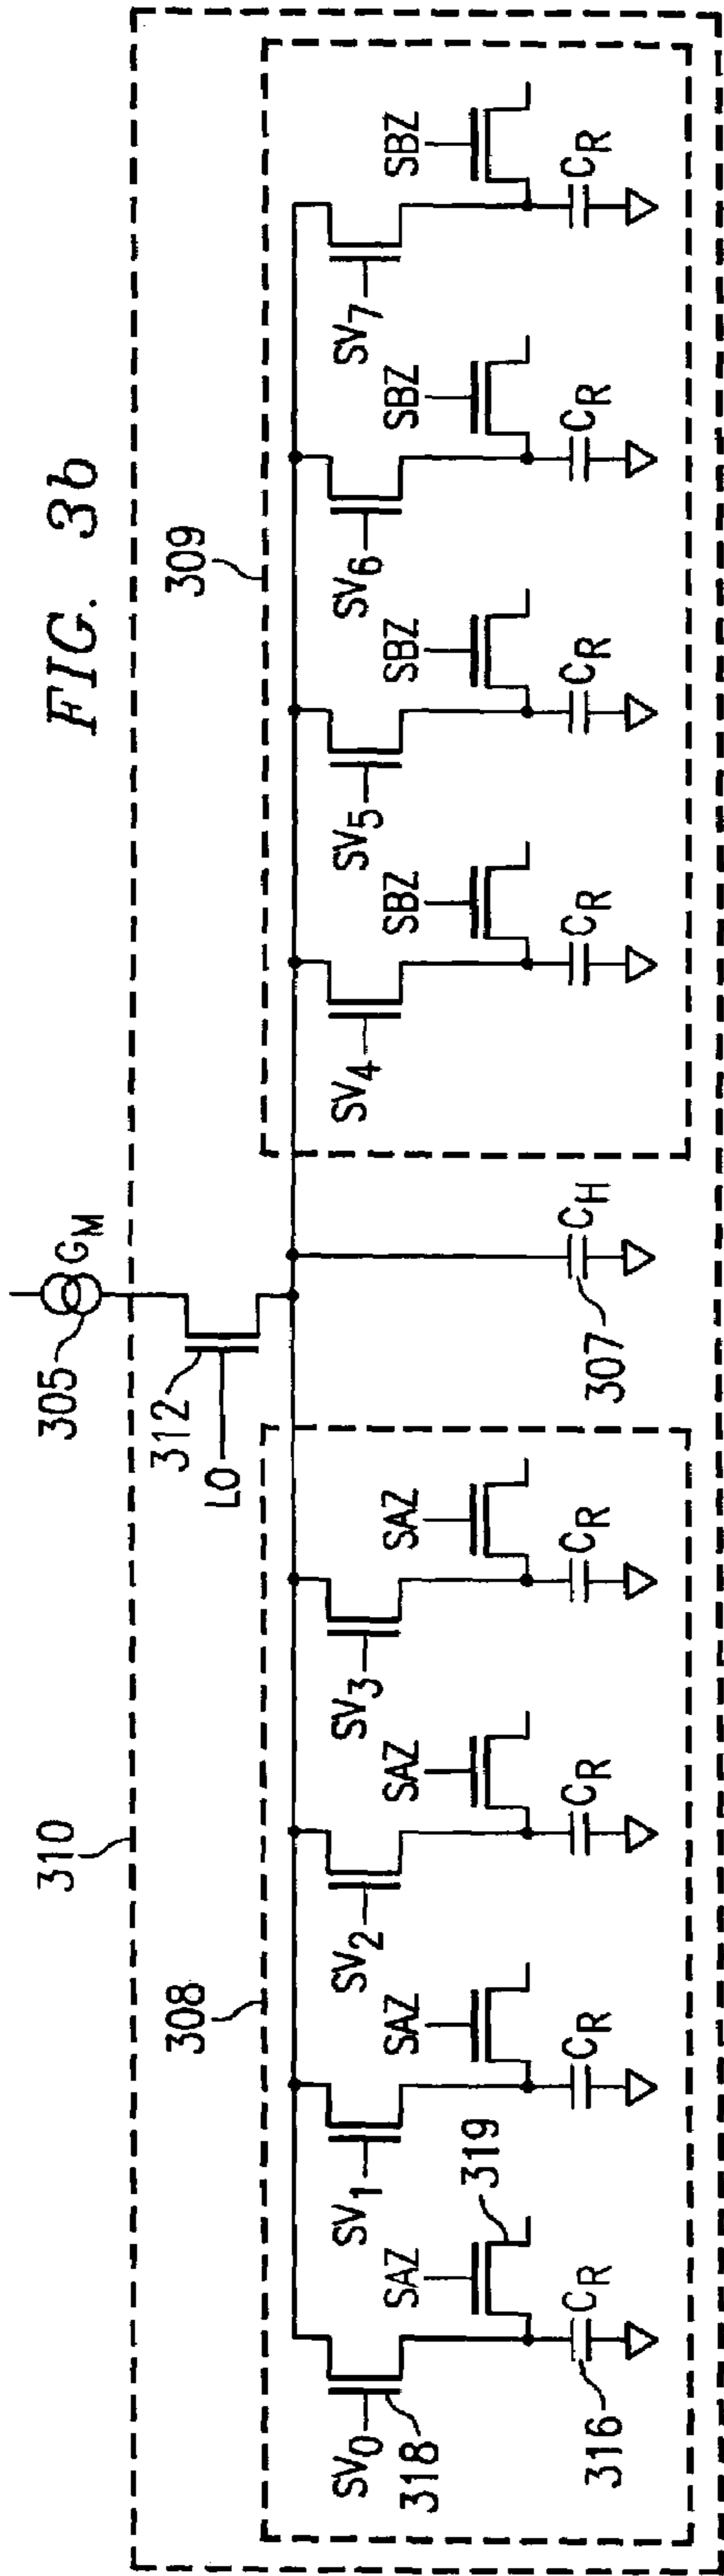 FIG. 3b
310
305
G_M
312
LO
308
309
SV_0
318
SAZ
319
316
C_R
SV_1
SAZ
C_R
SV_2
SAZ
C_R
SV_3
SAZ
C_R
307
C_H
SV_4
SBZ
C_R
SV_5
SBZ
C_R
SV_6
SBZ
C_R
SV_7
SBZ
C_R